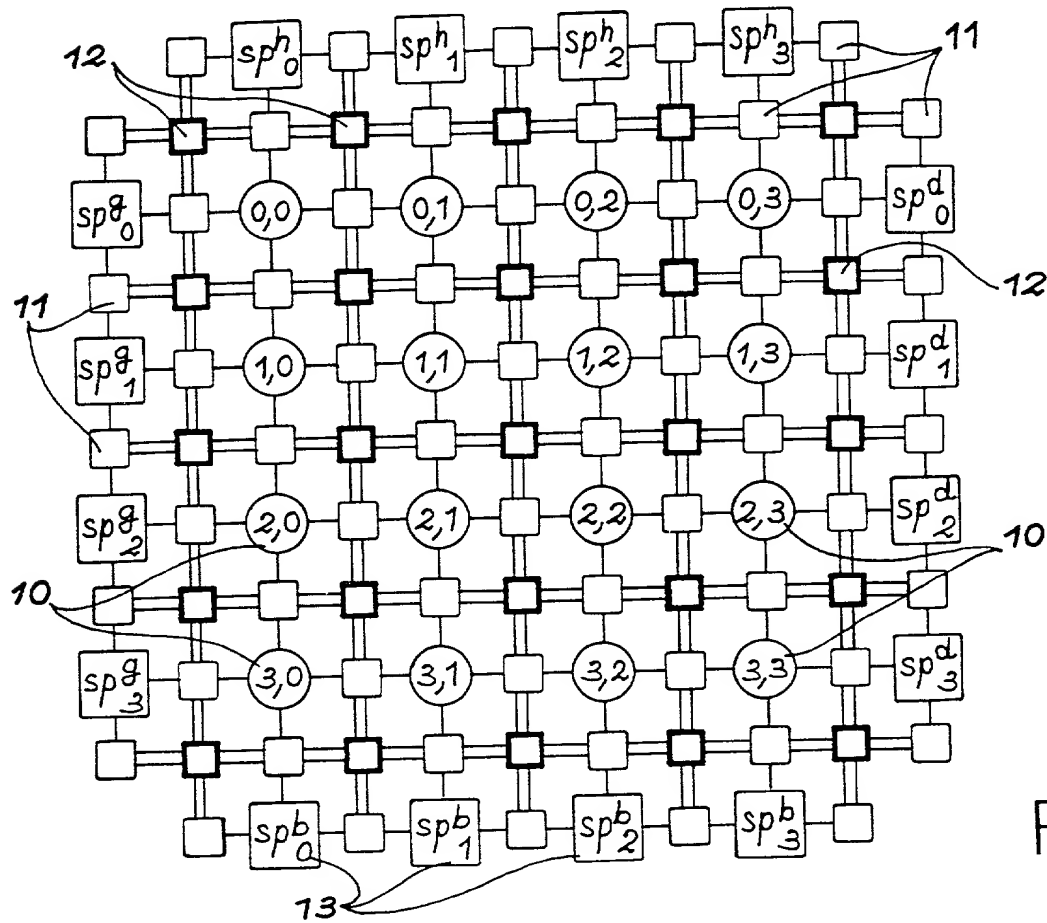 12 sp^h_0 sp^h_1 sp^h_2 sp^h_3 11
sp^g_0 0,0 0,1 0,2 0,3 sp^d_0
11 12
sp^g_1 1,0 1,1 1,2 1,3 sp^d_1
sp^g_2 2,0 2,1 2,2 2,3 sp^d_2
10 10
sp^g_3 3,0 3,1 3,2 3,3 sp^d_3
sp^b_0 sp^b_1 sp^b_2 sp^b_3
13